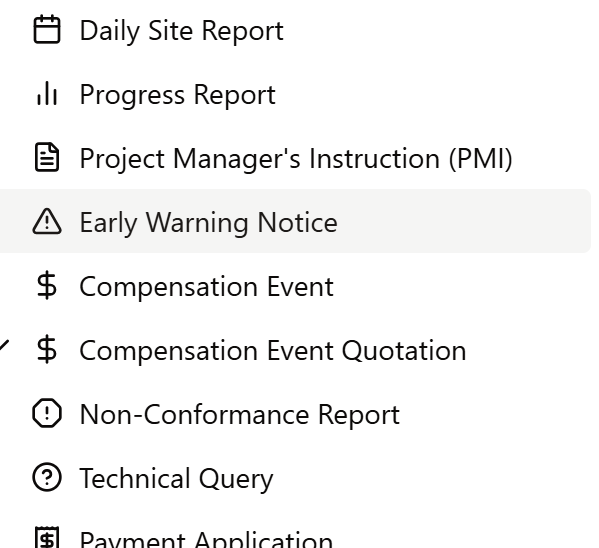 Daily Site Report
Progress Report
Project Manager's Instruction (PMI)
Early Warning Notice
Compensation Event
Compensation Event Quotation
Non-Conformance Report
Technical Query
Payment Application